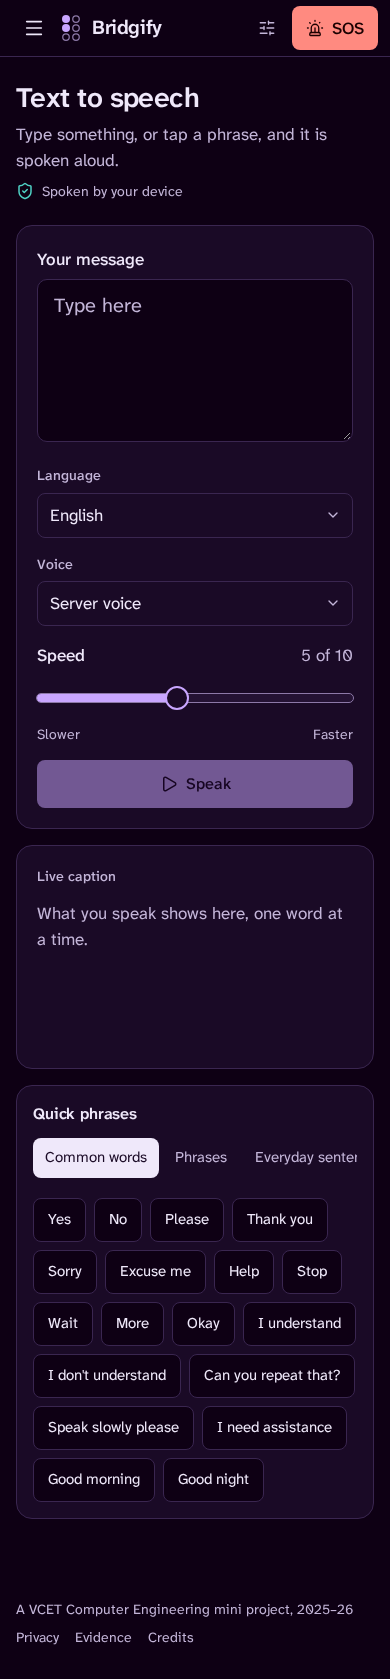 Bridgify
SOS
Text to speech
Type something, or tap a phrase, and it is
spoken aloud.
Spoken by your device
Your message
Type here
Language
English
Voice
Server voice
Speed 5 of 10
Slower Faster
Speak
Live caption
What you speak shows here, one word at
a time.
Quick phrases
Common words Phrases Everyday senten
Yes No Please Thank you
Sorry Excuse me Help Stop
Wait More Okay I understand
I don't understand Can you repeat that?
Speak slowly please I need assistance
Good morning Good night
A VCET Computer Engineering mini project, 2025–26
Privacy Evidence Credits